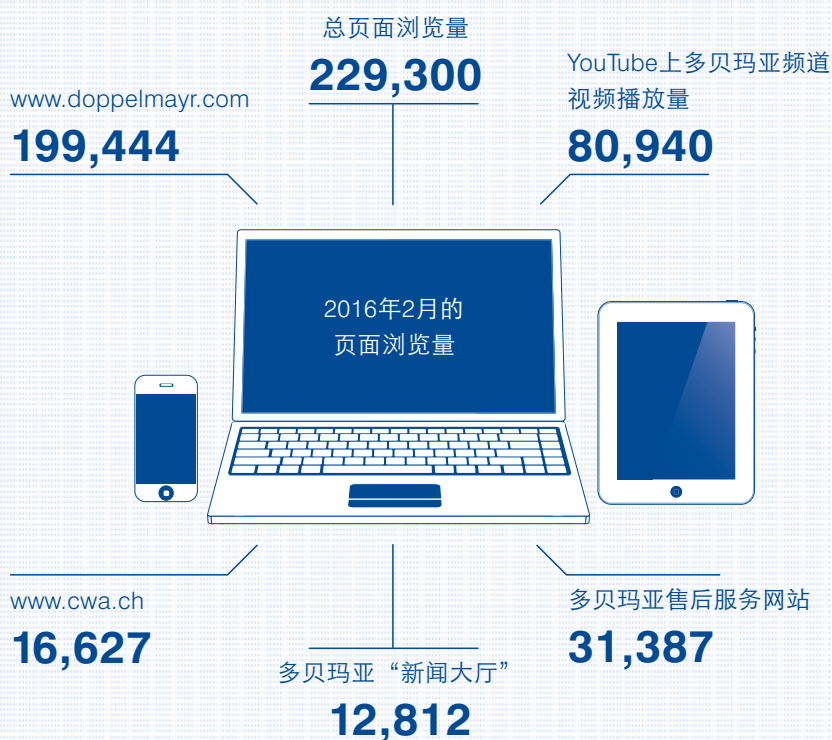 总页面浏览量
229,300
www.doppelmayr.com
199,444
YouTube上多贝玛亚频道
视频播放量
80,940
2016年2月的
页面浏览量
www.cwa.ch
16,627
多贝玛亚“新闻大厅”
12,812
多贝玛亚售后服务网站
31,387